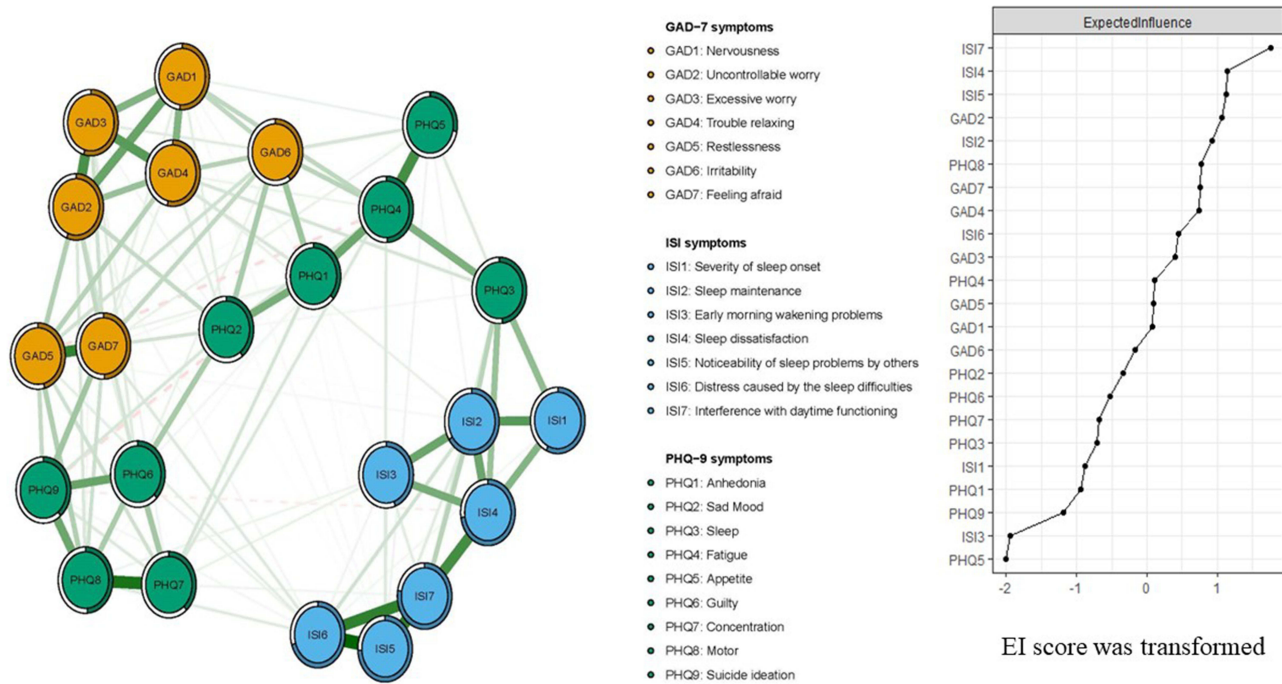 GAD1
GAD3
GAD4
GAD2
GAD6
PHQ5
PHQ4
PHQ1
PHQ3
PHQ2
GAD5
GAD7
ISI2
ISI1
ISI3
ISI4
PHQ9
PHQ6
PHQ8
PHQ7
ISI7
ISI6
ISI5
GAD-7 symptoms
GAD1: Nervousness
GAD2: Uncontrollable worry
GAD3: Excessive worry
GAD4: Trouble relaxing
GAD5: Restlessness
GAD6: Irritability
GAD7: Feeling afraid
ISI symptoms
ISI1: Severity of sleep onset
ISI2: Sleep maintenance
ISI3: Early morning wakening problems
ISI4: Sleep dissatisfaction
ISI5: Noticeability of sleep problems by others
ISI6: Distress caused by the sleep difficulties
ISI7: Interference with daytime functioning
PHQ-9 symptoms
PHQ1: Anhedonia
PHQ2: Sad Mood
PHQ3: Sleep
PHQ4: Fatigue
PHQ5: Appetite
PHQ6: Guilty
PHQ7: Concentration
PHQ8: Motor
PHQ9: Suicide ideation
ExpectedInfluence
ISI7
ISI4
ISI5
GAD2
ISI2
PHQ8
GAD7
GAD4
ISI6
GAD3
PHQ4
GAD5
GAD1
GAD6
PHQ2
PHQ6
PHQ7
PHQ3
ISI1
PHQ1
PHQ9
ISI3
PHQ5
-2 -1 0 1
EI score was transformed